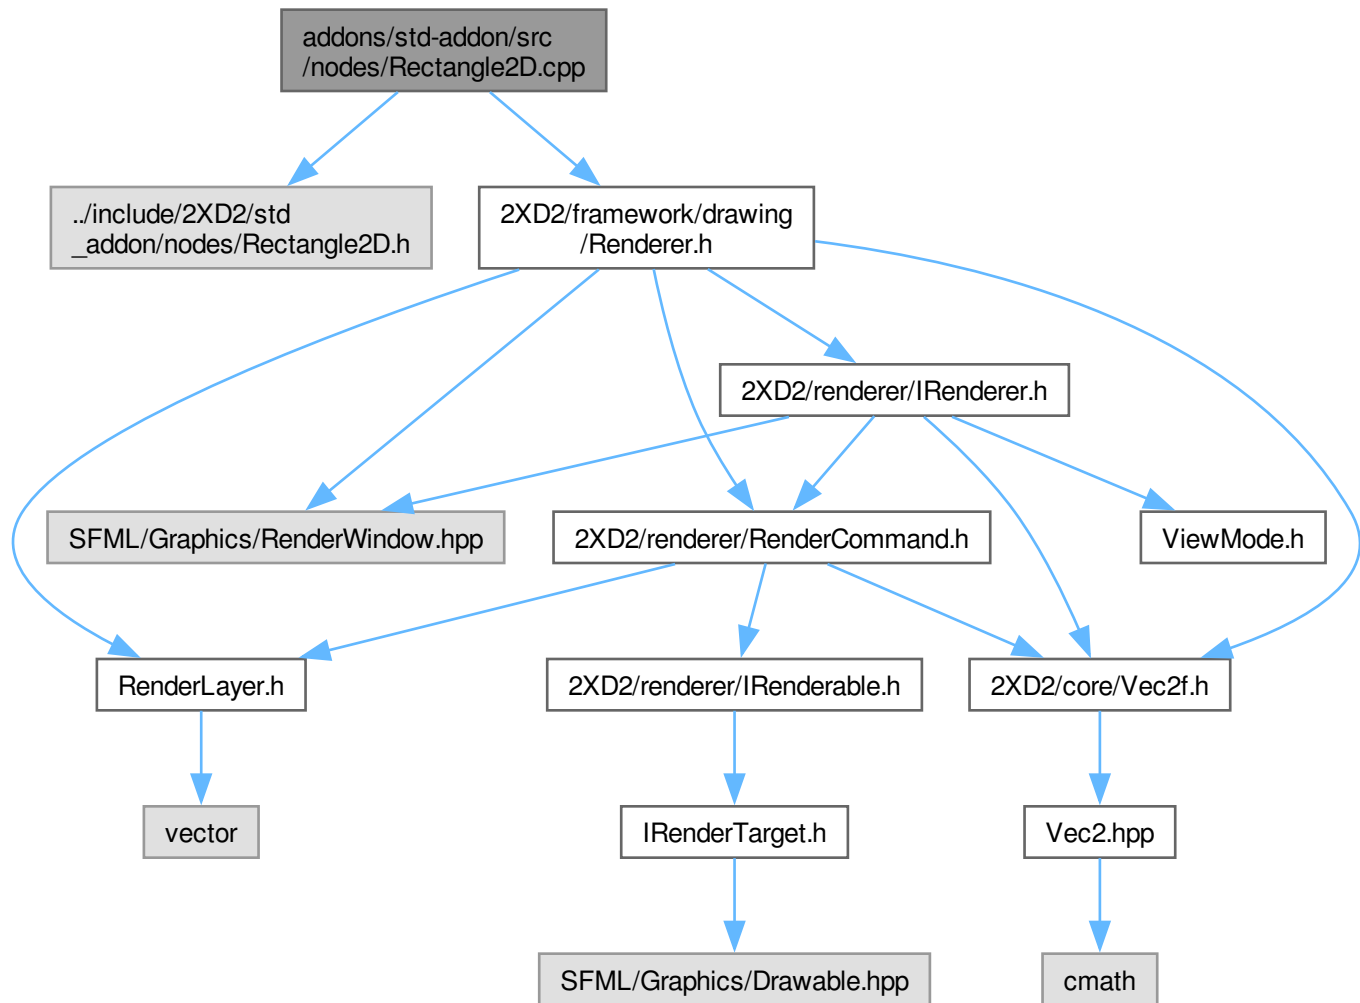 addons/std-addon/src
/nodes/Rectangle2D.cpp
../include/2XD2/std
_addon/nodes/Rectangle2D.h
2XD2/framework/drawing
/Renderer.h
2XD2/renderer/IRenderer.h
SFML/Graphics/RenderWindow.hpp
2XD2/renderer/RenderCommand.h
ViewMode.h
RenderLayer.h
2XD2/renderer/IRenderable.h
2XD2/core/Vec2f.h
vector
IRenderTarget.h
Vec2.hpp
SFML/Graphics/Drawable.hpp
cmath